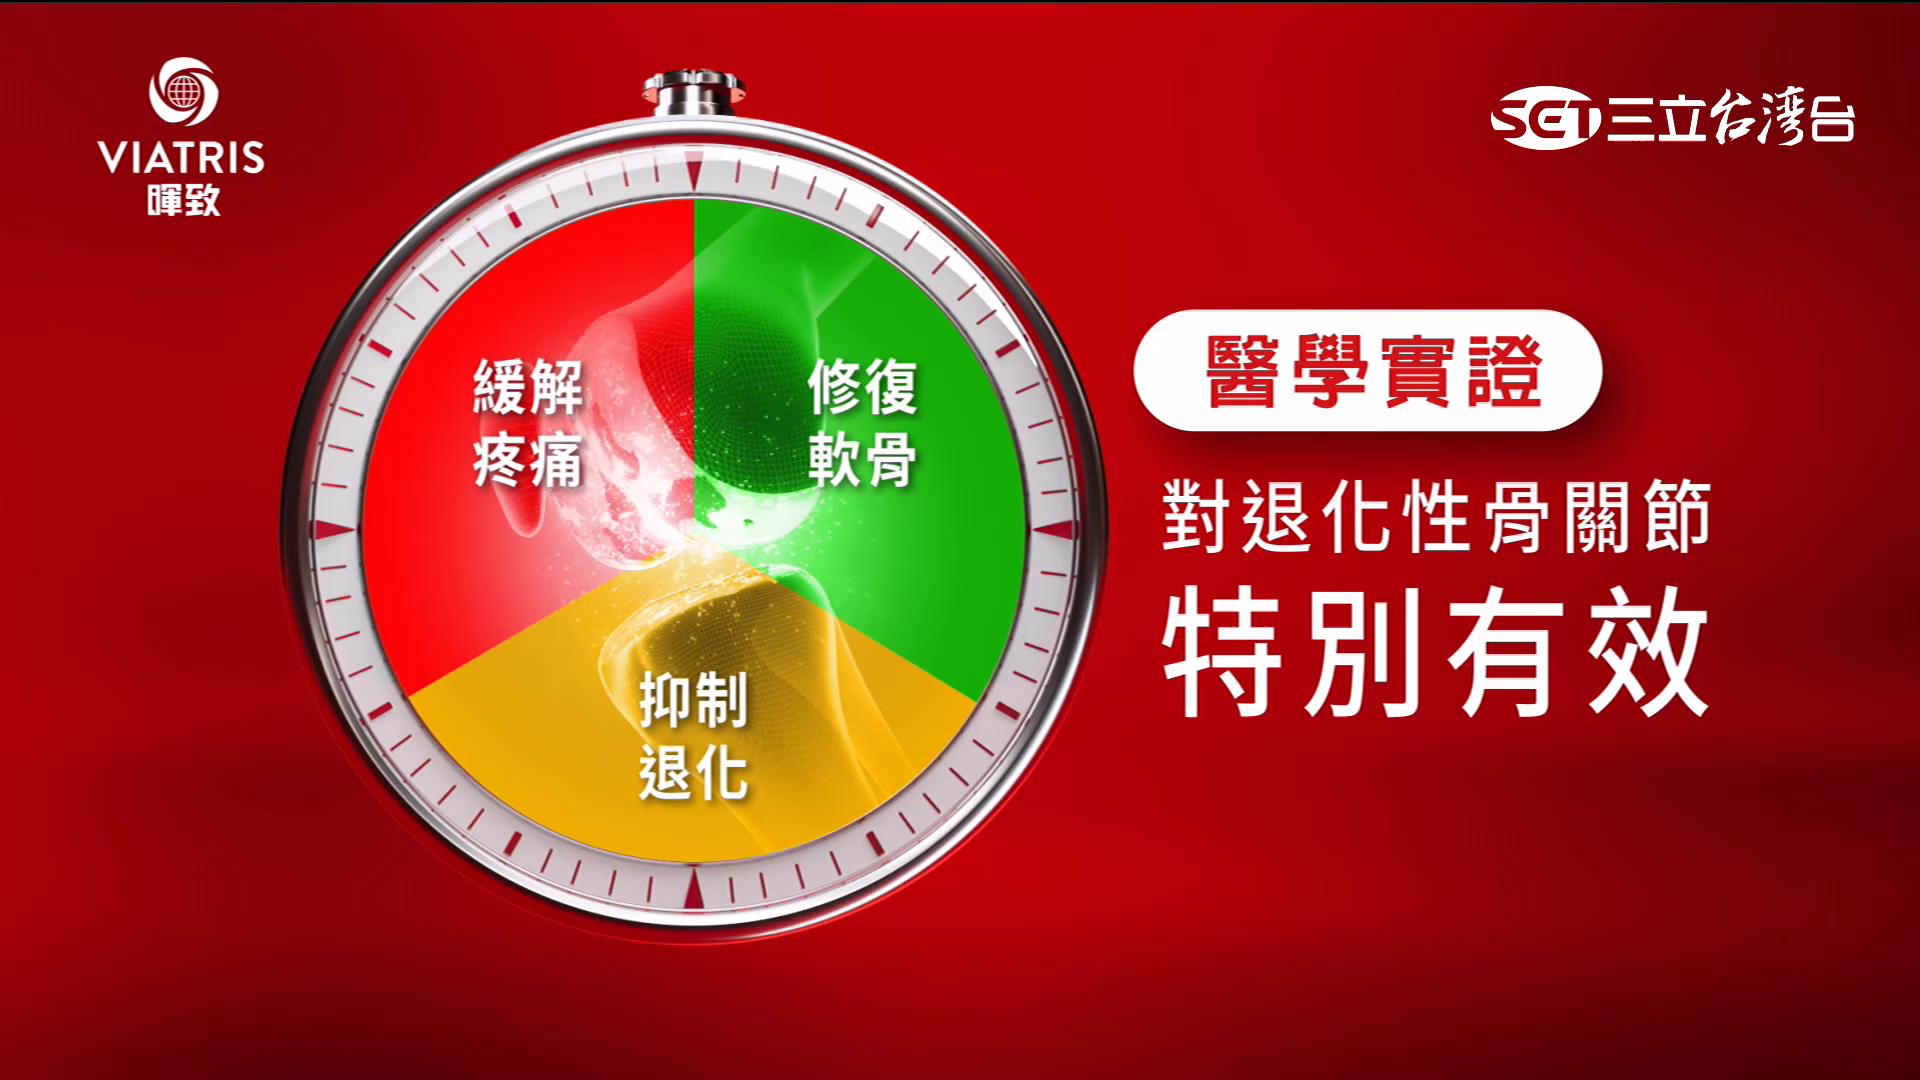 VIATRIS
暉致
SET三立台灣台
緩解
疼痛
修復
軟骨
抑制
退化
醫學實證
對退化性骨關節
特別有效